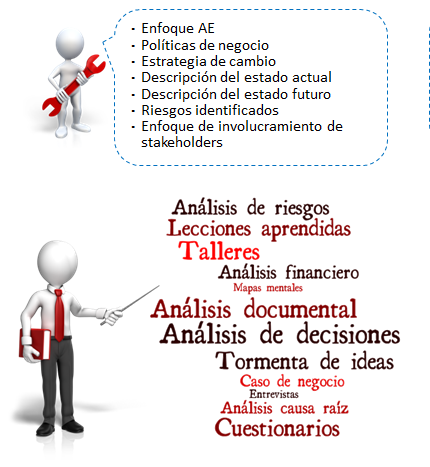 - Enfoque AE
- Políticas de negocio
- Estrategia de cambio
- Descripción del estado actual
- Descripción del estado futuro
- Riesgos identificados
- Enfoque de involucramiento de
stakeholders
Análisis de riesgos
Lecciones aprendidas
Talleres
Análisis financiero
Mapas mentales
Análisis documental
Análisis de decisiones
Tormenta de ideas
Caso de negocio
Entrevistas
Análisis causa raíz
Cuestionarios